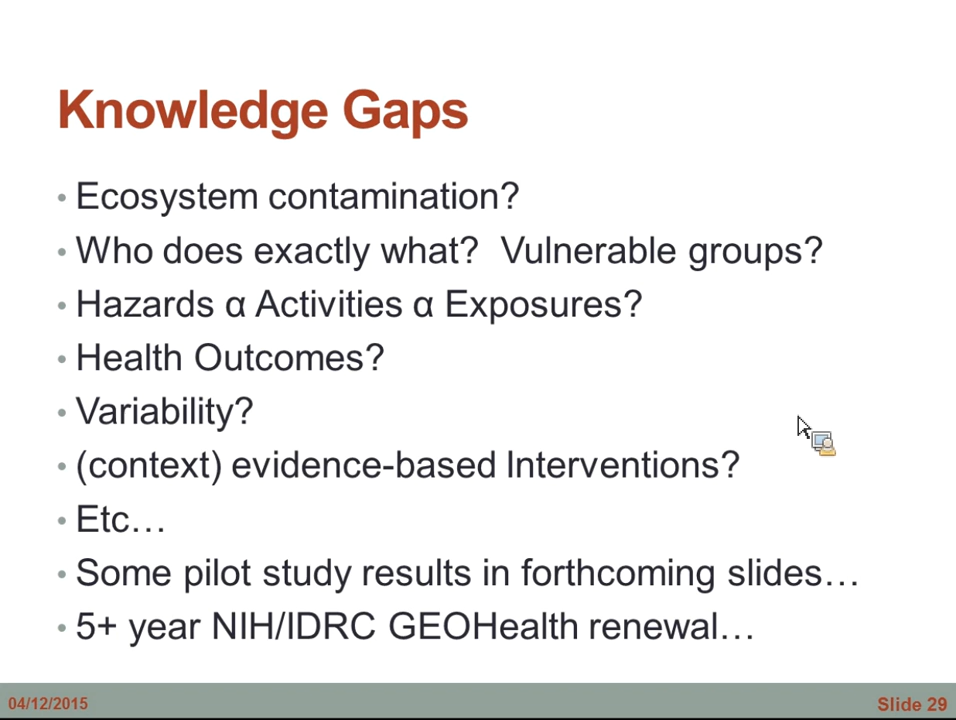 Knowledge Gaps
• Ecosystem contamination?
• Who does exactly what? Vulnerable groups?
• Hazards α Activities α Exposures?
• Health Outcomes?
• Variability?
• (context) evidence-based Interventions?
• Etc…
• Some pilot study results in forthcoming slides…
• 5+ year NIH/IDRC GEOHealth renewal…
04/12/2015
Slide 29